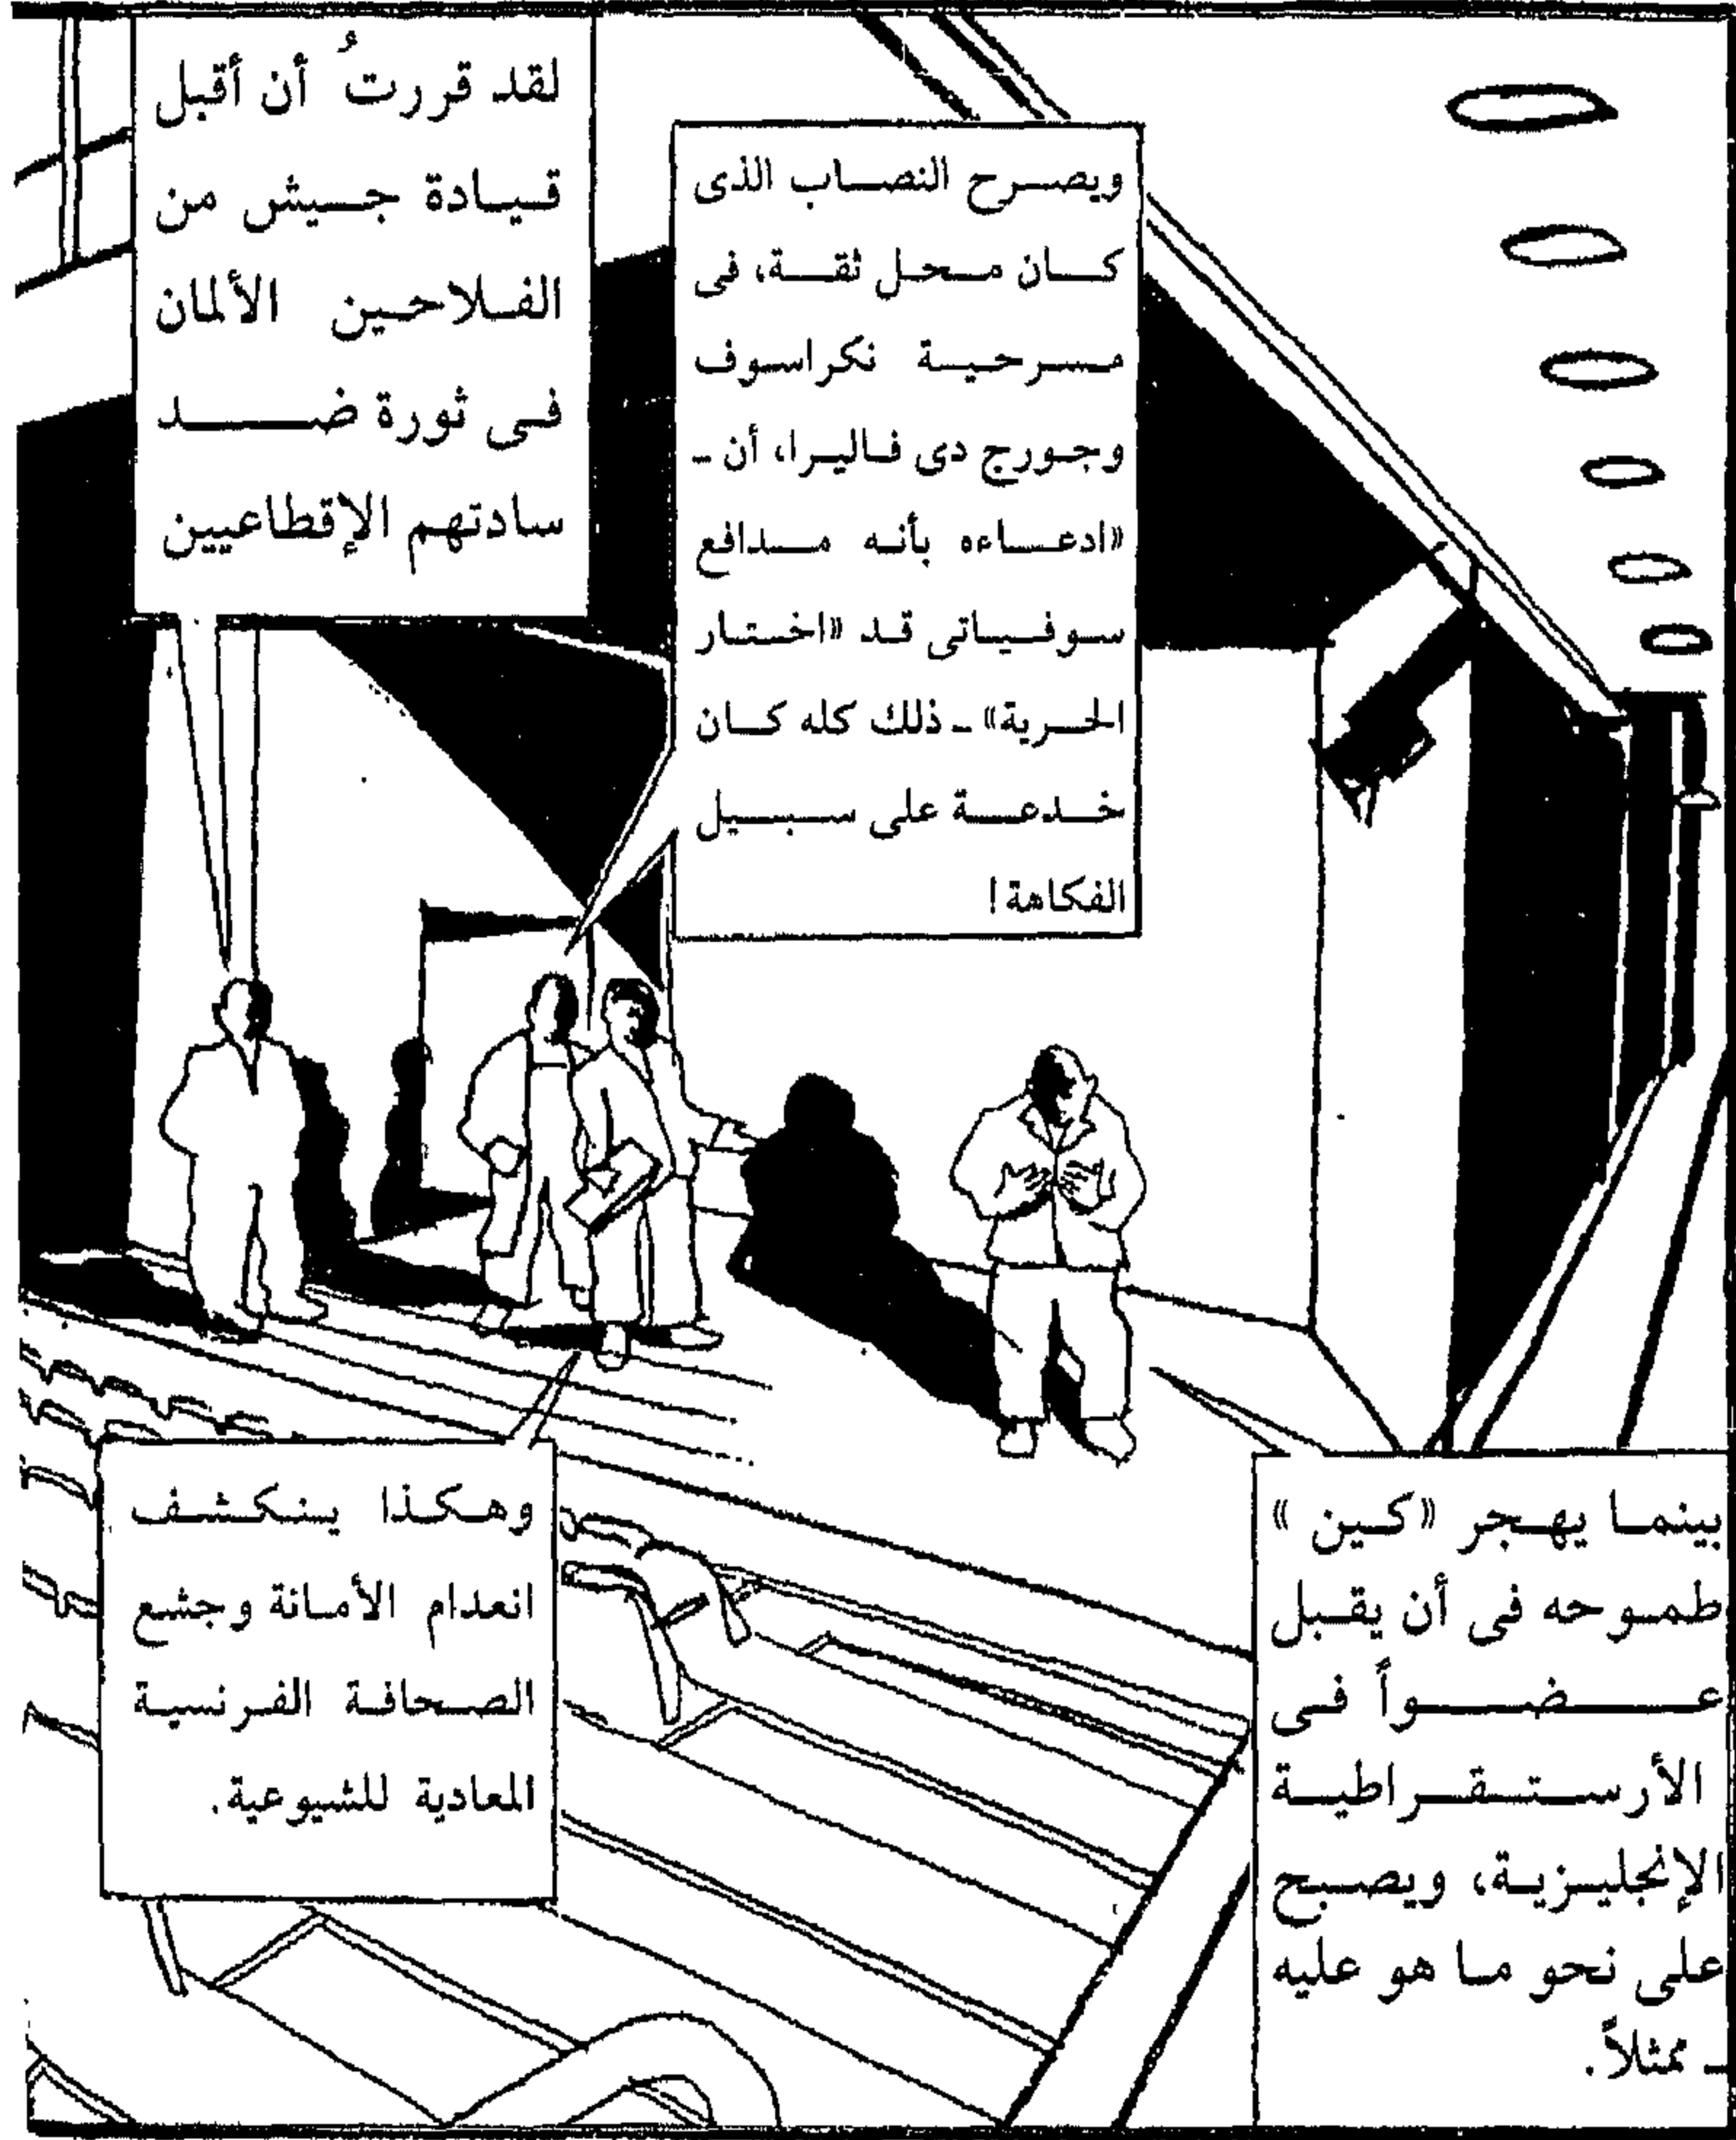 لقد قررتُ أن أقبل
قيادة جيش من
الفلاحين الألمان
فى ثورة ضد
سادتهم الإقطاعيين
ويصرح النصاب الذى
كان محل ثقة، فى
مسرحية نكراسوف
وجورج دى فاليرا، أن -
«ادعاءه بأنه مدافع
سوفياتى قد «اختار
الحرية» - ذلك كله كان
خدعة على سبيل
الفكاهة!
وهكذا ينكشف
انعدام الأمانة وجشع
الصحافة الفرنسية
المعادية للشيوعية.
بينما يهجر «كين»
طموحه فى أن يقبل
عضواً فى
الأرستقراطية
الإنجليزية، ويصبح
على نحو ما هو عليه
- ممثلاً.